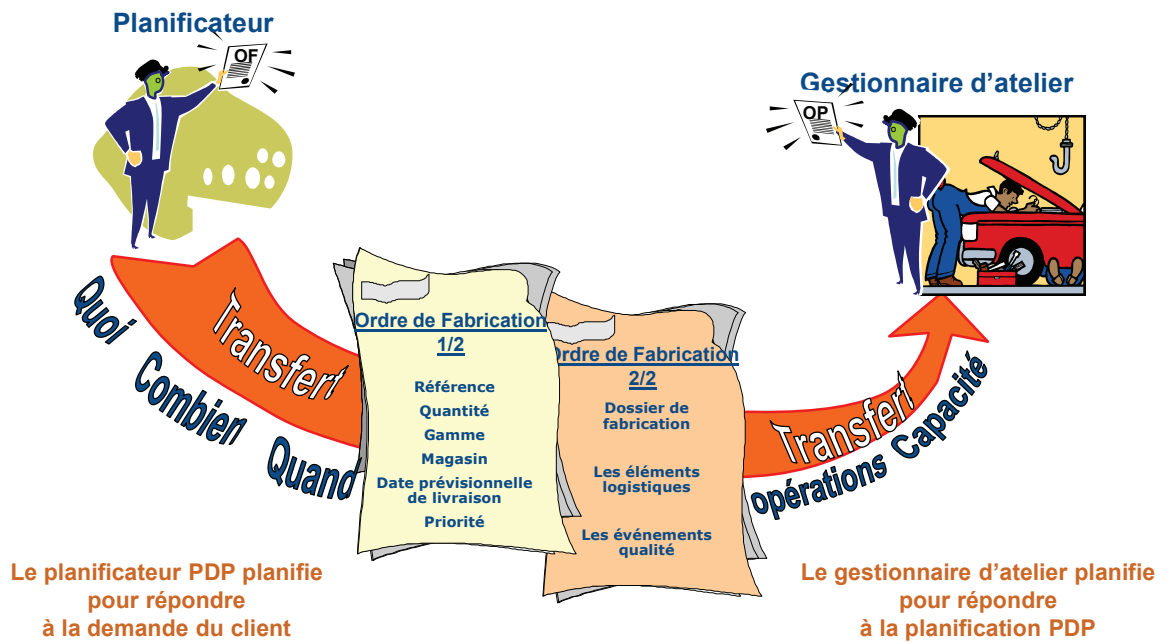 Planificateur
OF
Gestionnaire d'atelier
OP
Transfert
Quoi Combien Quand
Ordre de Fabrication
1/2
Référence
Quantité
Gamme
Magasin
Date prévisionnelle
de livraison
Priorité
Ordre de Fabrication
2/2
Dossier de
fabrication
Les éléments
logistiques
Les événements
qualité
Transfert
opérations Capacité
Le planificateur PDP planifie
pour répondre
à la demande du client
Le gestionnaire d'atelier planifie
pour répondre
à la planification PDP